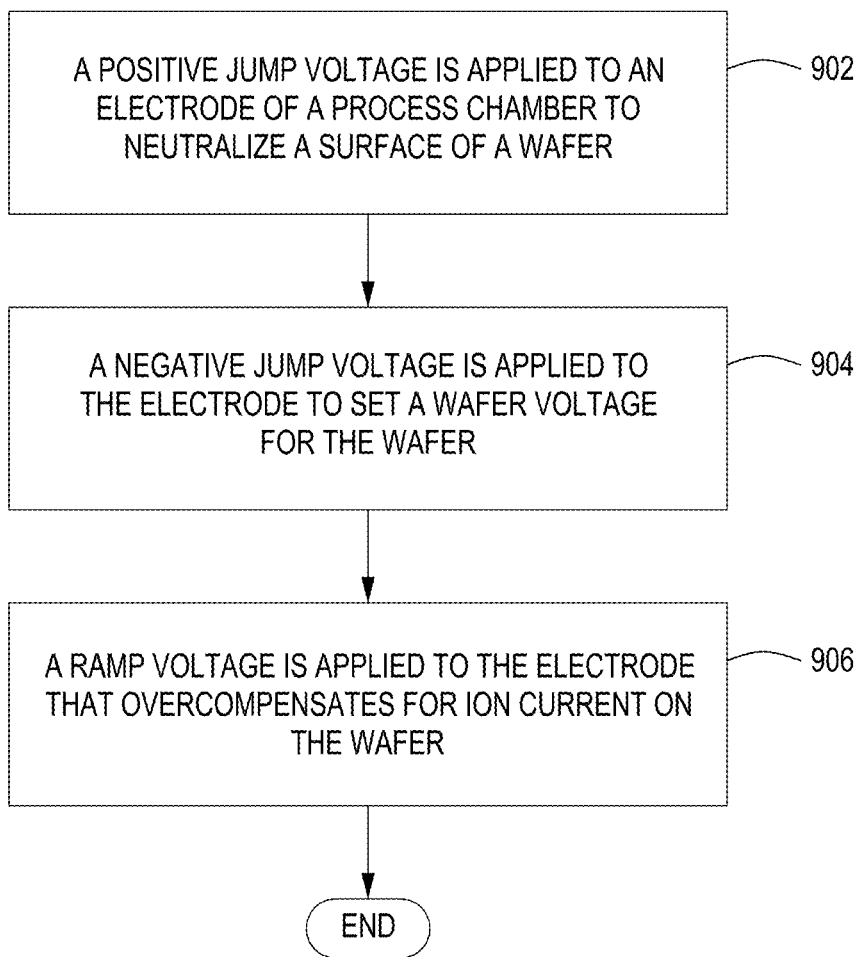 A POSITIVE JUMP VOLTAGE IS APPLIED TO AN
ELECTRODE OF A PROCESS CHAMBER TO
NEUTRALIZE A SURFACE OF A WAFER
902
A NEGATIVE JUMP VOLTAGE IS APPLIED TO
THE ELECTRODE TO SET A WAFER VOLTAGE
FOR THE WAFER
904
A RAMP VOLTAGE IS APPLIED TO THE ELECTRODE
THAT OVERCOMPENSATES FOR ION CURRENT ON
THE WAFER
906
END